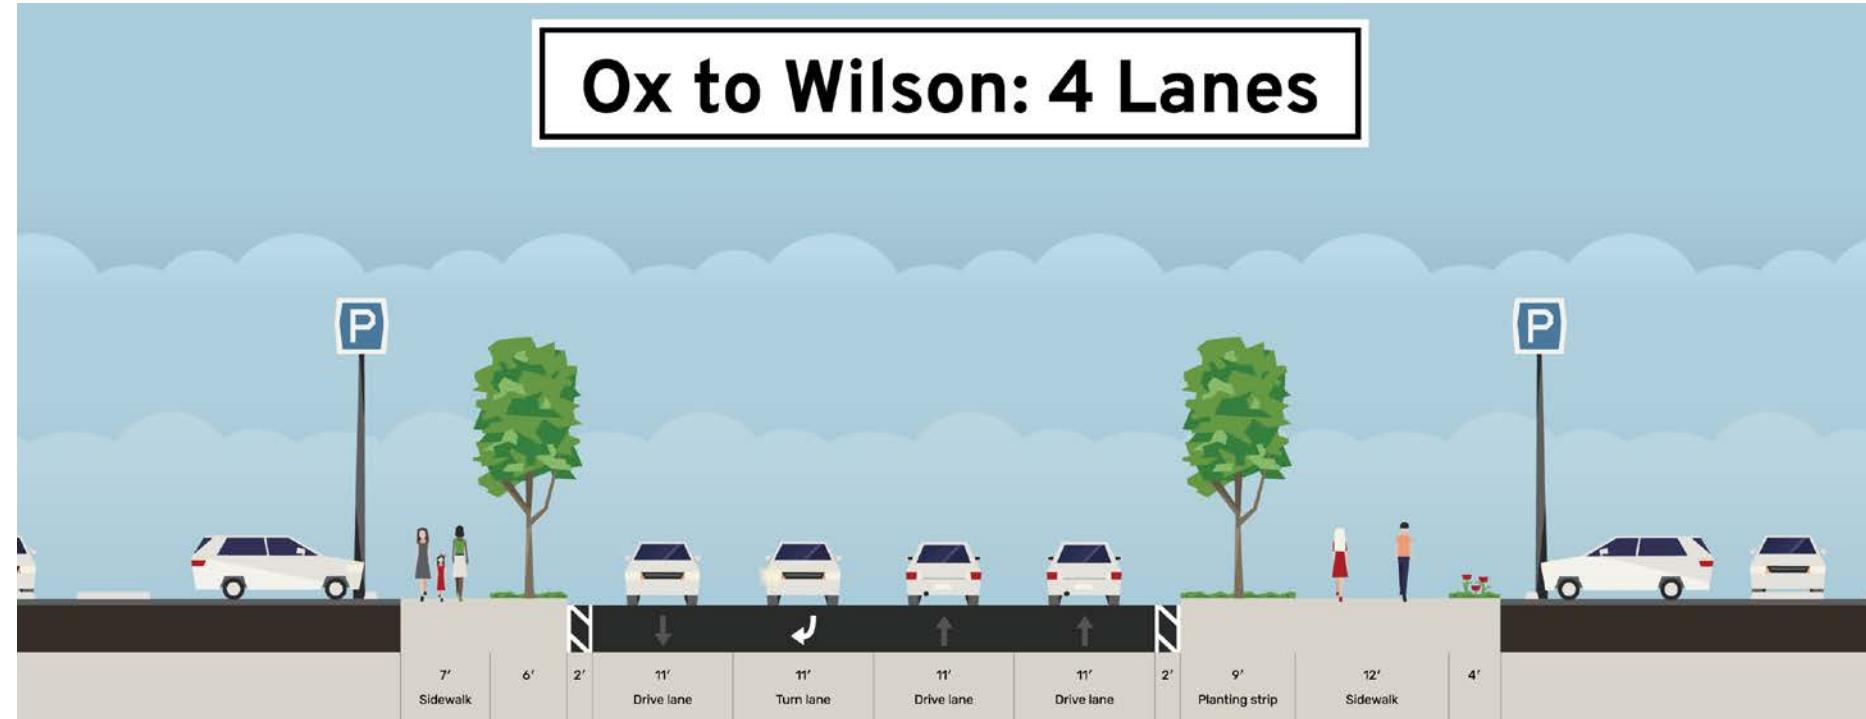 Ox to Wilson: 4 Lanes
P
P
7′ 6′ 2′ 11′ 11′ 11′ 11′ 2′ 9′ 12′ 4′
Sidewalk Drive lane Turn lane Drive lane Drive lane Planting strip Sidewalk